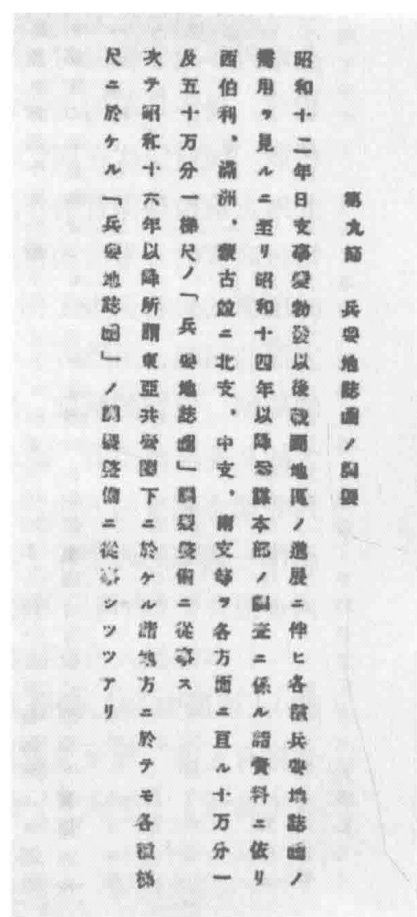 第九節　兵要地誌圖ノ調製
昭和十二年日支事變勃發以後戰鬪地區ノ進展ニ伴ヒ各種兵要地誌圖ノ
需用ヲ見ルニ至リ昭和十四年以降參謀本部ノ調査ニ係ル諸資料ニ依リ
西伯利、滿洲、蒙古竝ニ北支、中支、南支等ヲ各方面ニ亘ル十万分一
及五十万分一梯尺ノ「兵要地誌圖」調製整備ニ從事ス
次テ昭和十六年以降所謂東亞共榮圈下ニ於ケル諸地方ニ於テモ各種梯
尺ニ於ケル「兵要地誌圖」ノ調製整備ニ從事シツツアリ